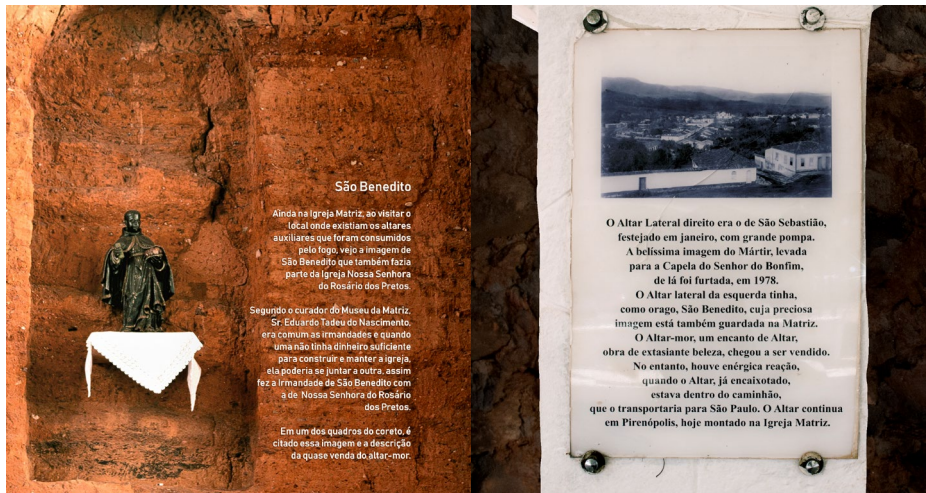 São Benedito
Ainda na Igreja Matriz, ao visitar o
local onde existiam os altares
auxiliares que foram consumidos
pelo fogo, vejo a imagem de
São Benedito que também fazia
parte da Igreja Nossa Senhora
do Rosário dos Pretos.
Segundo o curador do Museu da Matriz,
Sr. Eduardo Tadeu do Nascimento,
era comum as irmandades e quando
uma não tinha dinheiro suficiente
para construir e manter a igreja,
ela poderia se juntar a outra, assim
fez a Irmandade de São Benedito com
a de Nossa Senhora do Rosário
dos Pretos.
Em um dos quadros do coreto, é
citado essa imagem e a descrição
da quase venda do altar-mor.
O Altar Lateral direito era o de São Sebastião,
festejado em janeiro, com grande pompa.
A belíssima imagem do Mártir, levada
para a Capela do Senhor do Bonfim,
de lá foi furtada, em 1978.
O Altar lateral da esquerda tinha,
como orago, São Benedito, cuja preciosa
imagem está também guardada na Matriz.
O Altar-mor, um encanto de Altar,
obra de extasiante beleza, chegou a ser vendido.
No entanto, houve enérgica reação,
quando o Altar, já encaixotado,
estava dentro do caminhão,
que o transportaria para São Paulo. O Altar continua
em Pirenópolis, hoje montado na Igreja Matriz.